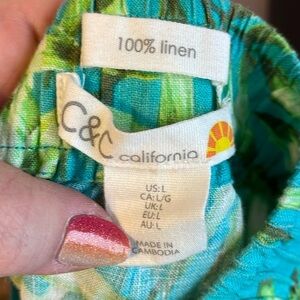 100% linen
C&C california
US: L
CA: L/G
UK: L
EU: L
AU: L
MADE IN
CAMBODIA